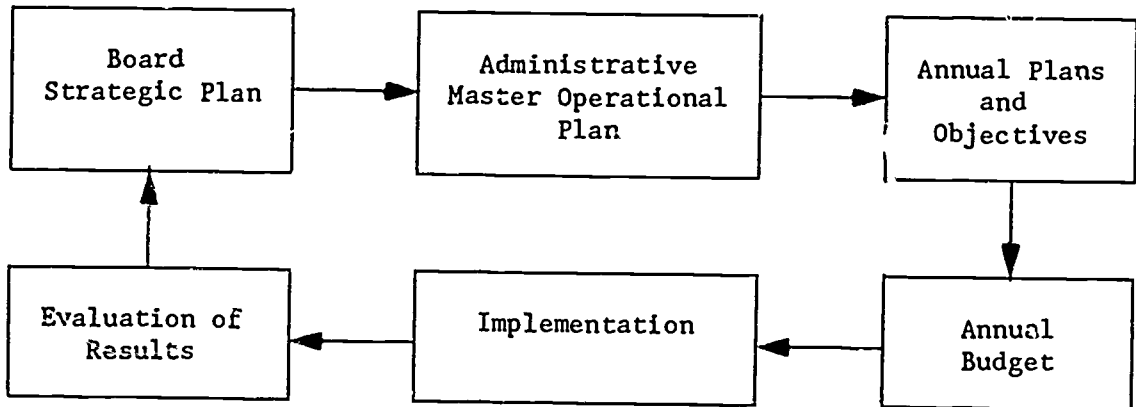 Board
Strategic Plan
Administrative
Master Operational
Plan
Annual Plans
and
Objectives
Evaluation of
Results
Implementation
Annual
Budget